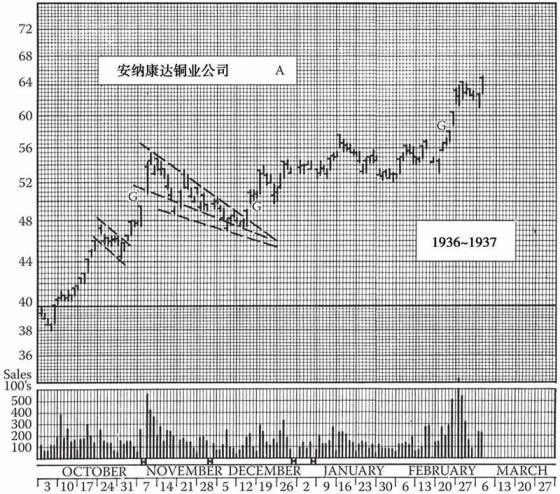 72
68
64
安纳康达铜业公司 A
60
G
56
52
G
G
48
1936~1937
44
40
38
36
Sales
100's
500
400
300
200
100
H H H H
OCTOBER NOVEMBER DECEMBER JANUARY FEBRUARY MARCH
3 10 17 24 31 7 14 21 28 5 12 19 26 2 9 16 23 30 6 13 20 27 6 13 20 27